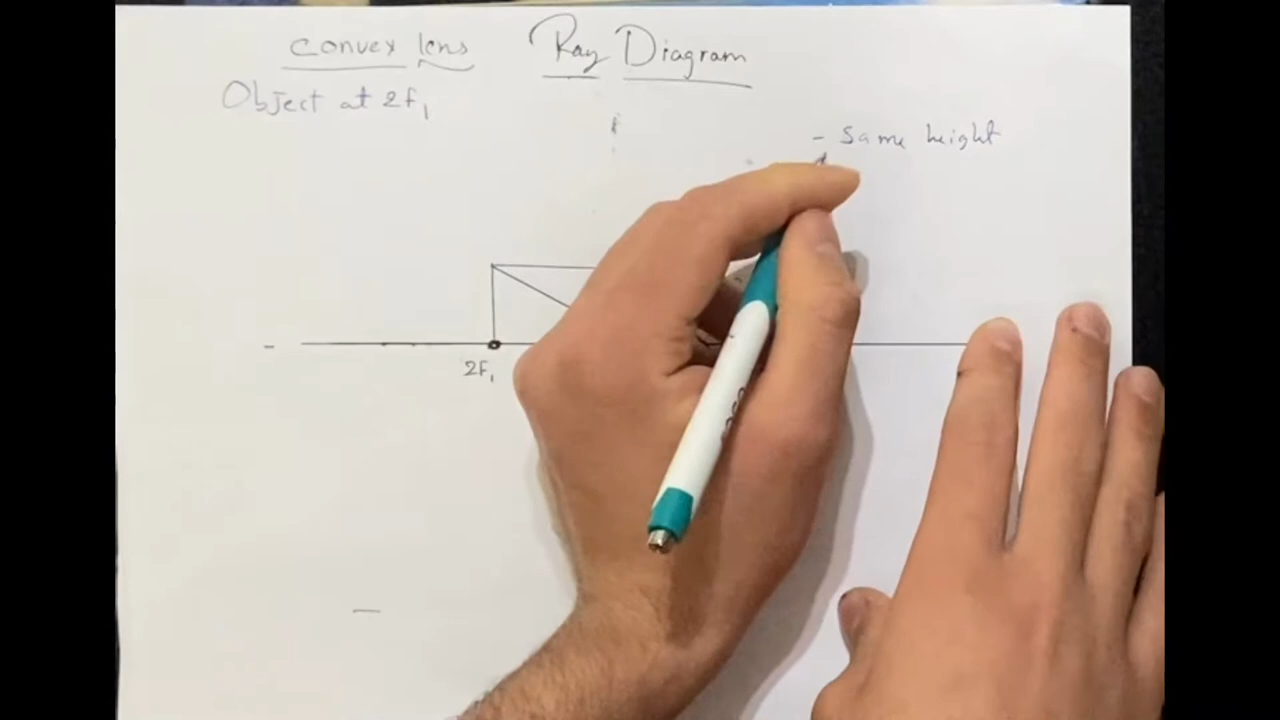 Convex lens Ray Diagram
Object at 2f1
- Same height
2F1